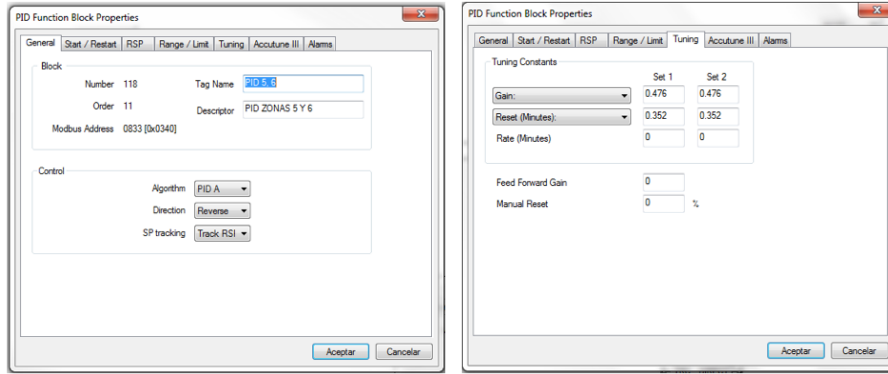 PID Function Block Properties
General Start / Restart RSP Range / Limit Tuning Accutune III Alarms
Block
Number 118 Tag Name PID 5, 6
Order 11 Descriptor PID ZONAS 5 Y 6
Modbus Address 0833 [0x0340]
Control
Algorithm PID A
Direction Reverse
SP tracking Track RSI
Aceptar Cancelar
PID Function Block Properties
General Start / Restart RSP Range / Limit Tuning Accutune III Alarms
Tuning Constants
Set 1 Set 2
Gain: 0.476 0.476
Reset (Minutes): 0.352 0.352
Rate (Minutes) 0 0
Feed Forward Gain 0
Manual Reset 0 %
Aceptar Cancelar